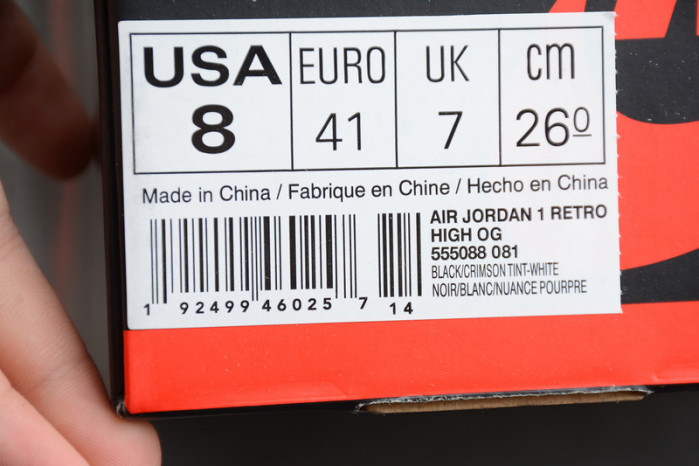 USA EURO UK cm
8 41 7 260
Made in China / Fabrique en Chine / Hecho en China
AIR JORDAN 1 RETRO
HIGH OG
555088 081
BLACK/CRIMSON TINT-WHITE
NOIR/BLANC/NUANCE POURPRE
1 92499 46025 7 14